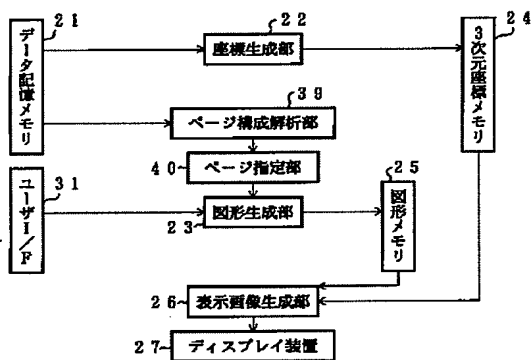 21
データ記憶メモリ
22
座標生成部
24
3次元座標メモリ
39
ページ構成解析部
40
ページ指定部
31
ユーザI/F
23
図形生成部
25
図形メモリ
26
表示画像生成部
27
ディスプレイ装置